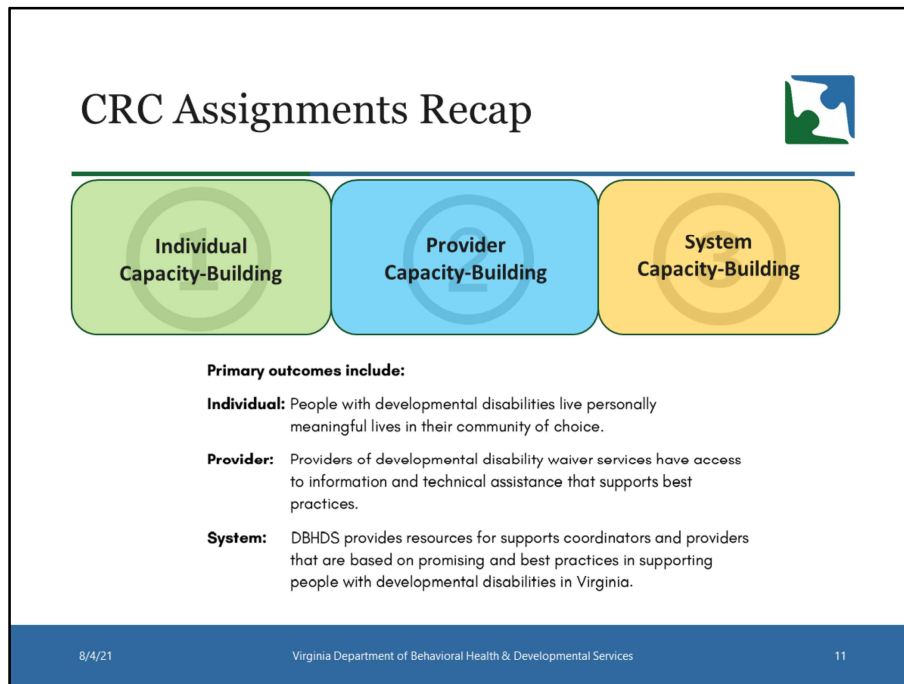 CRC Assignments Recap
1
Individual
Capacity-Building
2
Provider
Capacity-Building
3
System
Capacity-Building
Primary outcomes include:
Individual: People with developmental disabilities live personally
meaningful lives in their community of choice.
Provider: Providers of developmental disability waiver services have access
to information and technical assistance that supports best
practices.
System: DBHDS provides resources for supports coordinators and providers
that are based on promising and best practices in supporting
people with developmental disabilities in Virginia.
8/4/21 Virginia Department of Behavioral Health & Developmental Services 11